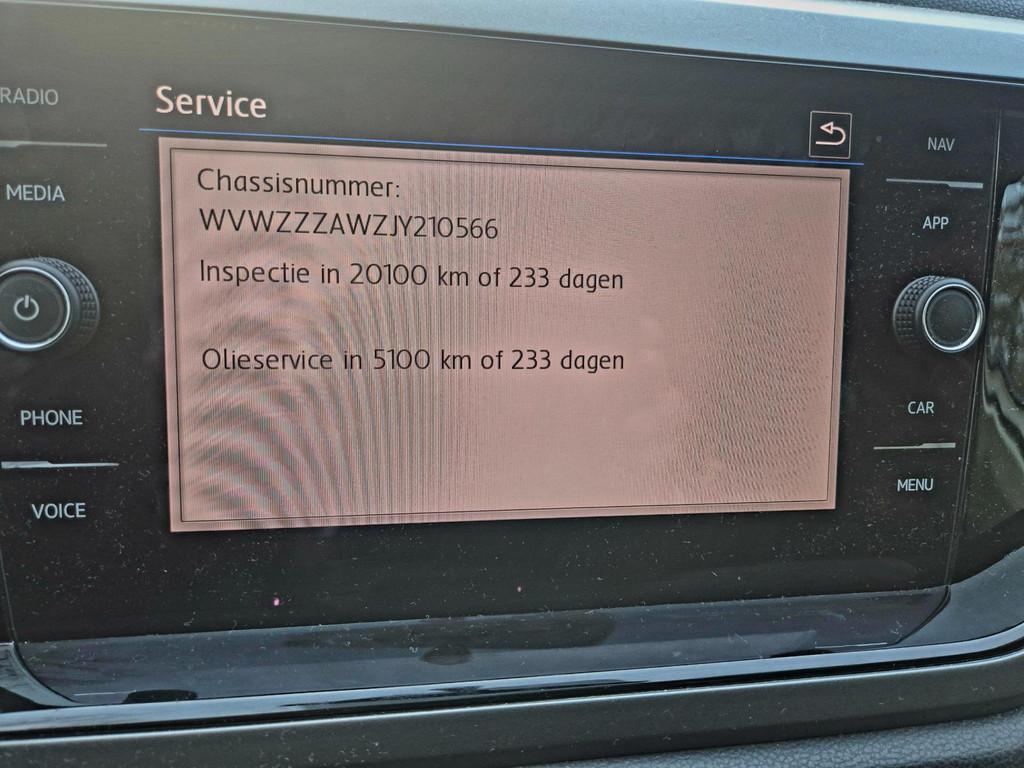 RADIO
MEDIA
PHONE
VOICE
Service
Chassisnummer:
WVWZZZAWZJY210566
Inspectie in 20100 km of 233 dagen
Olieservice in 5100 km of 233 dagen
NAV
APP
CAR
MENU